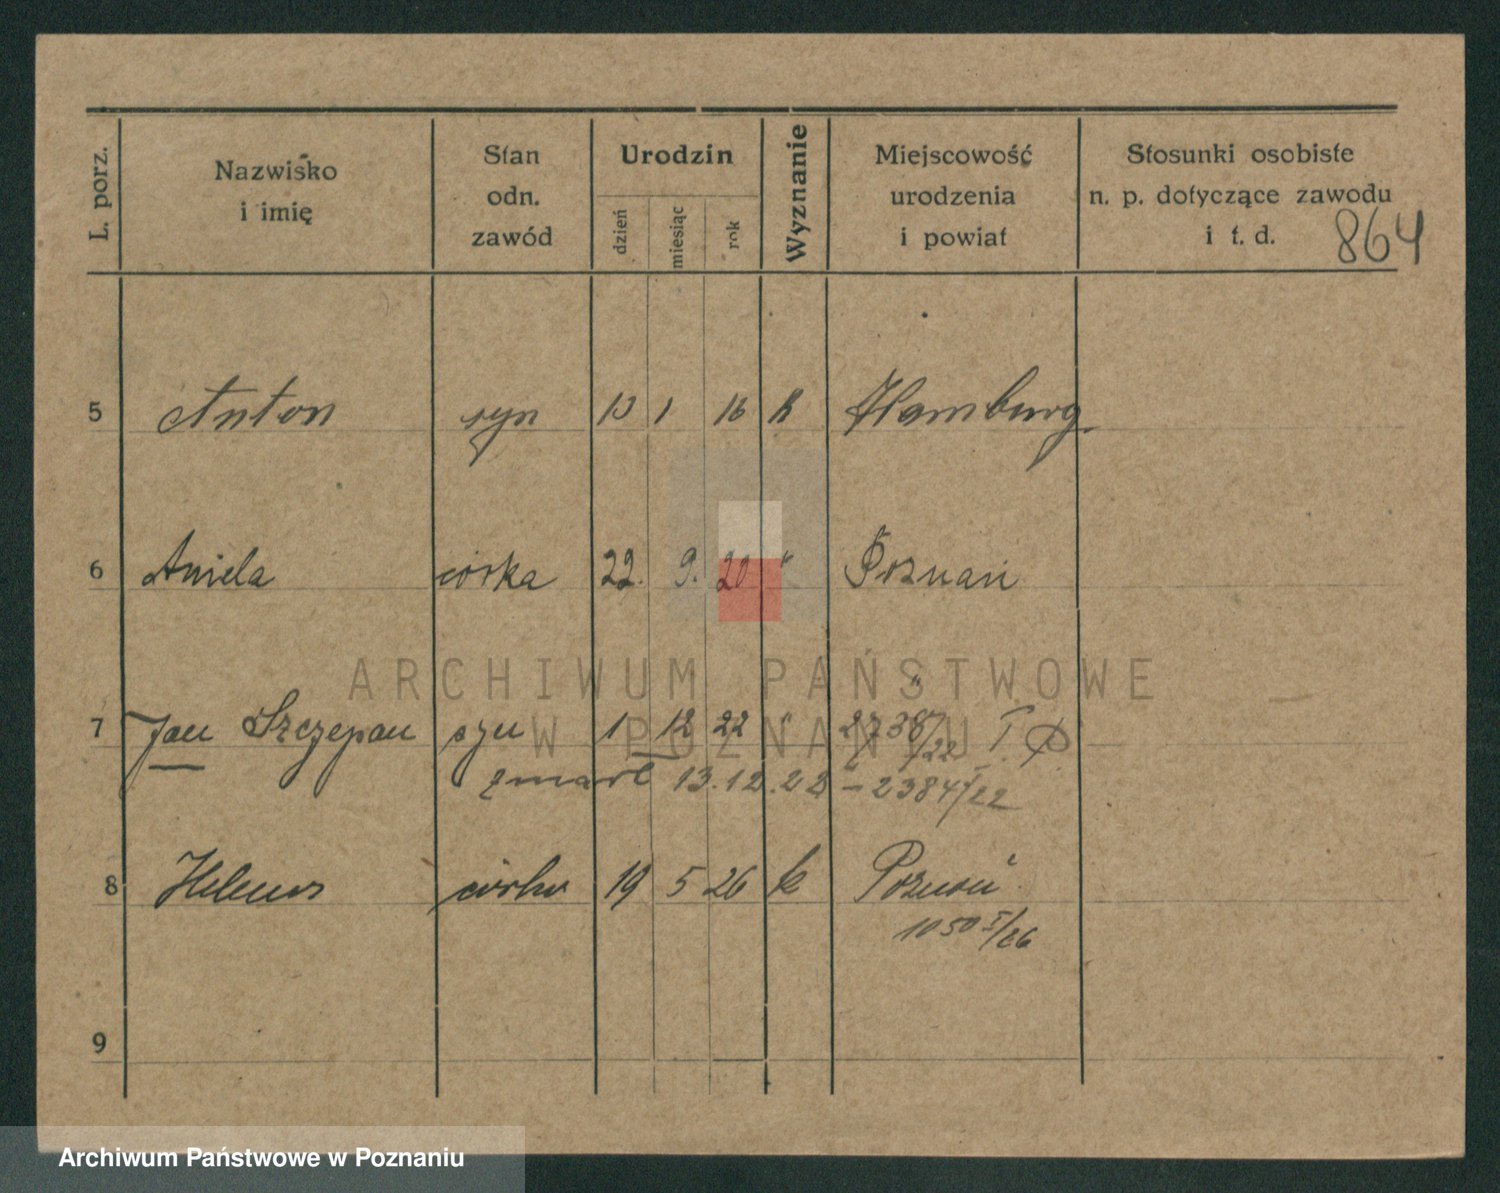 L. porz. Nazwisko i imię Stan odn. zawód Urodzin dzień miesiąc rok Wyznanie Miejscowość urodzenia i powiat Stosunki osobiste n. p. dotyczące zawodu i t. d.
864
5 Anton syn 13 1 16 k Hamburg
6 Aniela córka 22. 9. 20 " Poznań
ARCHIWUM PAŃSTWOWE
W POZNANIU
7 Jan Szczepan syn 1 12 22 " "
zmarł 13.12.22 - 2384/22
8 Helena córka 19 5 26 k Poznań
1050 I/26
9
Archiwum Państwowe w Poznaniu